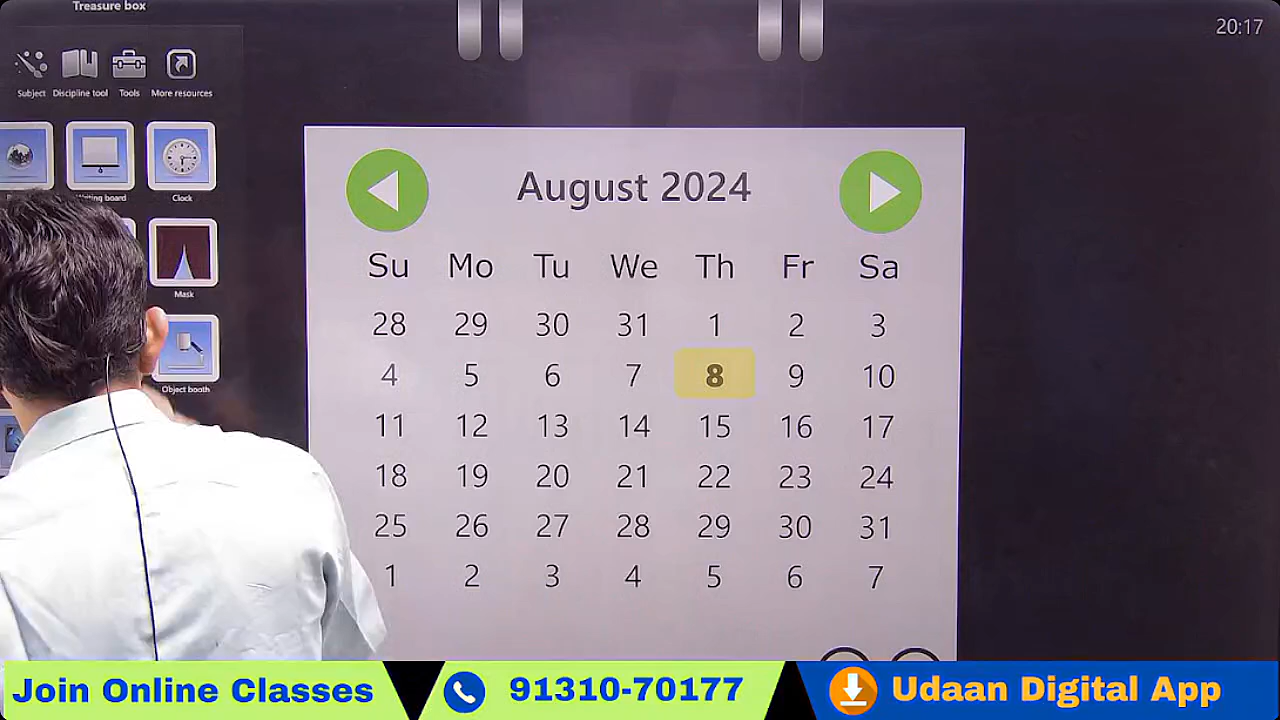 Treasure box
20:17
Subject Discipline tool Tools More resources
Clock
Mask
Object booth
August 2024
Su Mo Tu We Th Fr Sa
28 29 30 31 1 2 3
4 5 6 7 8 9 10
11 12 13 14 15 16 17
18 19 20 21 22 23 24
25 26 27 28 29 30 31
1 2 3 4 5 6 7
Join Online Classes 91310-70177 Udaan Digital App